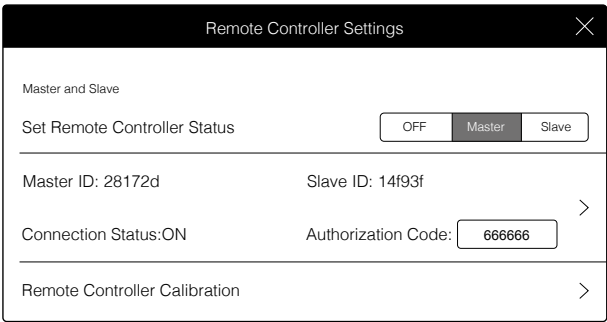 Remote Controller Settings
Master and Slave
Set Remote Controller Status OFF Master Slave
Master ID: 28172d Slave ID: 14f93f
Connection Status:ON Authorization Code: 666666
Remote Controller Calibration